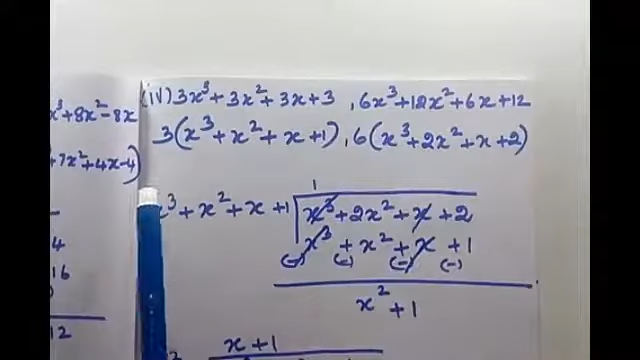 (iv) 3x³ + 3x² + 3x + 3 , 6x³ + 12x² + 6x + 12
x³ + 8x² - 8x
3(x³ + x² + x + 1) , 6(x³ + 2x² + x + 2)
+ 7x² + 4x - 4)
1
x³ + x² + x + 1 x³ + 2x² + x + 2
x³ + x² + x + 1
(-) (-) (-) (-)
4
16
x² + 1
12
x + 1